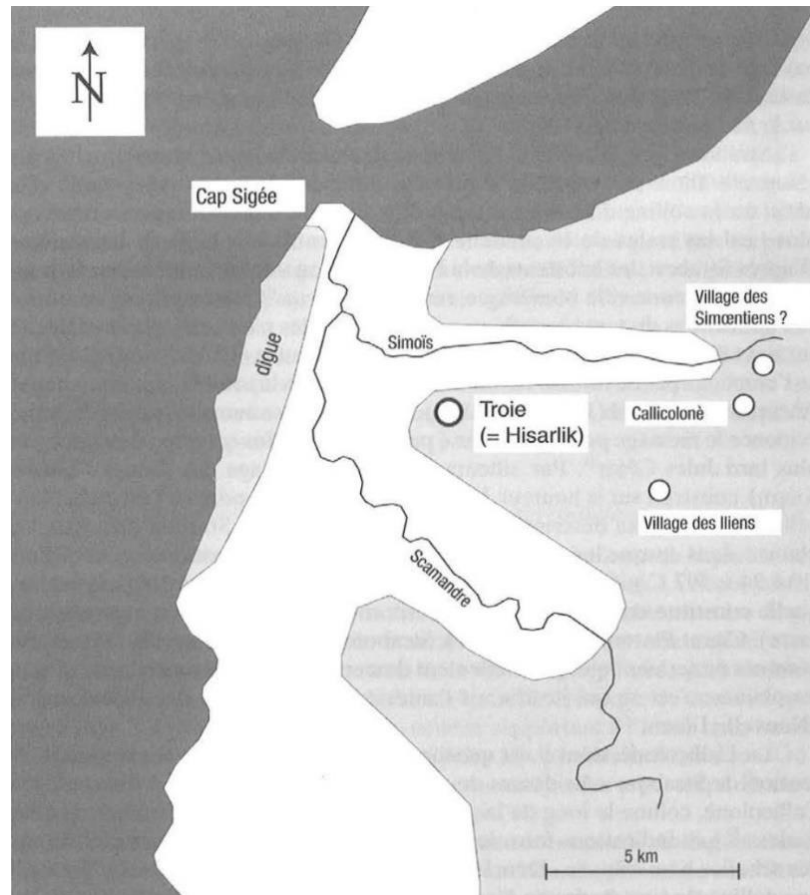 N
Cap Sigée
Village des
Simœntiens ?
digue
Simoïs
Callicolonè
Troie
(= Hisarlik)
Village des Iliens
Scamandre
5 km